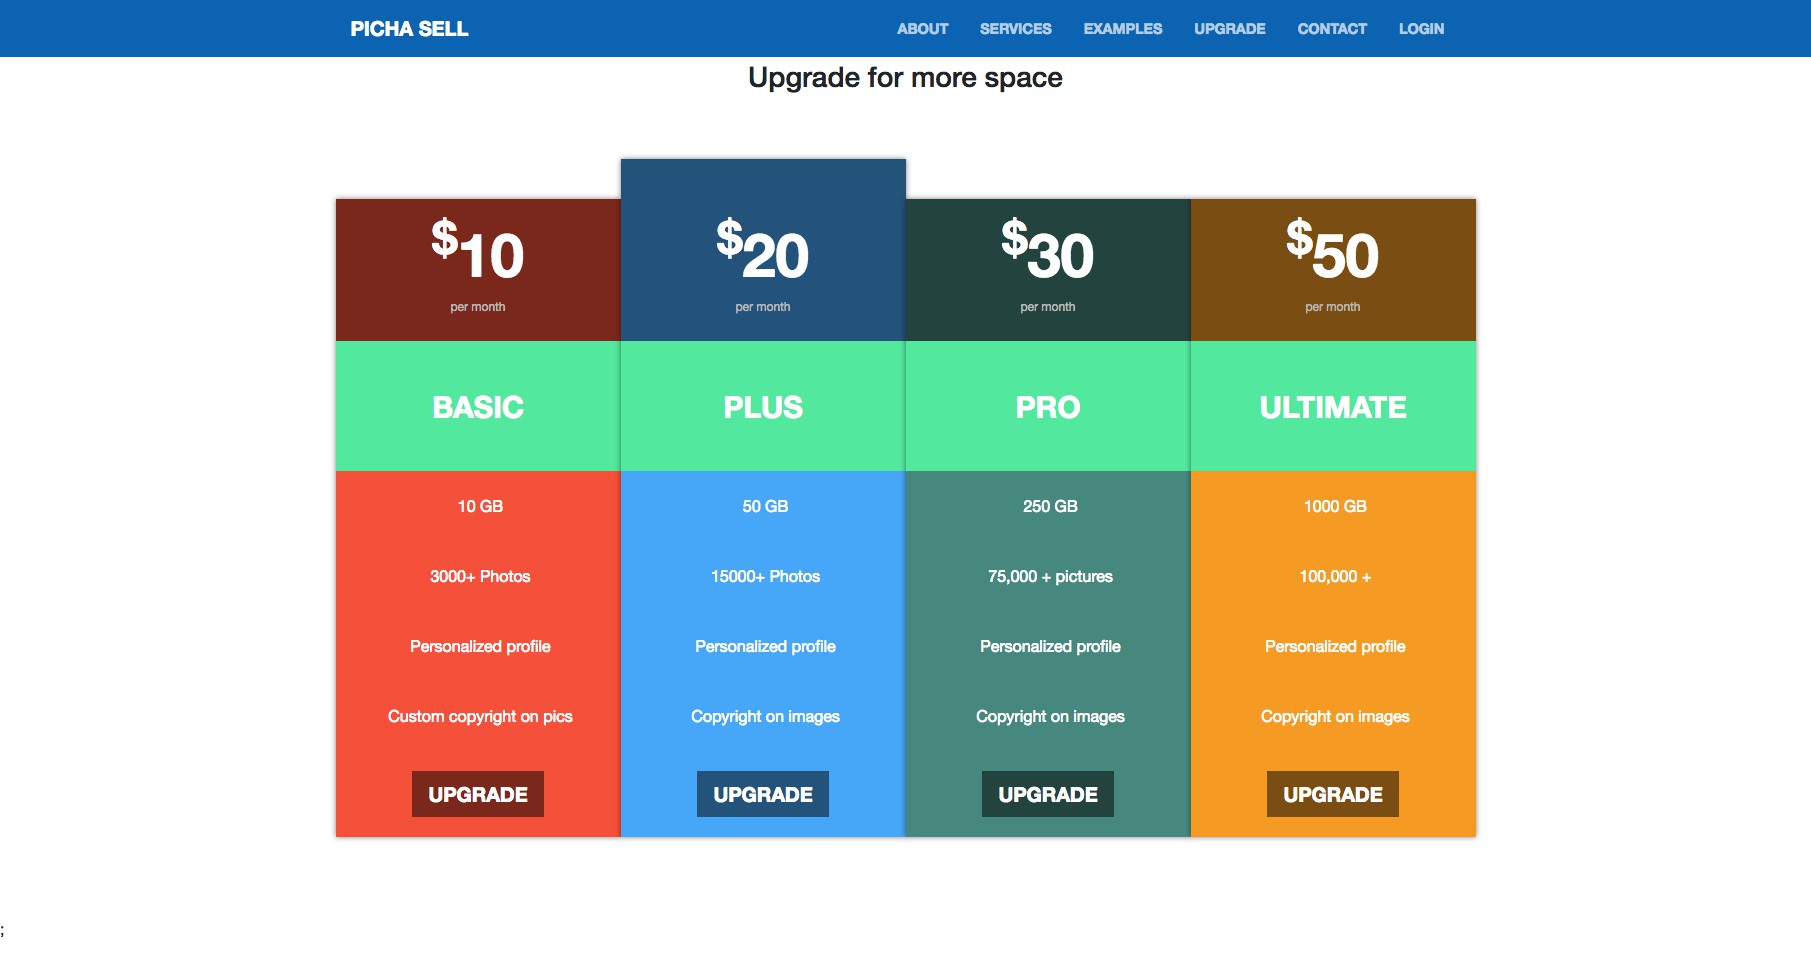 PICHA SELL
ABOUT SERVICES EXAMPLES UPGRADE CONTACT LOGIN
Upgrade for more space
$10
per month
BASIC
10 GB
3000+ Photos
Personalized profile
Custom copyright on pics
UPGRADE
$20
per month
PLUS
50 GB
15000+ Photos
Personalized profile
Copyright on images
UPGRADE
$30
per month
PRO
250 GB
75,000 + pictures
Personalized profile
Copyright on images
UPGRADE
$50
per month
ULTIMATE
1000 GB
100,000 +
Personalized profile
Copyright on images
UPGRADE
;